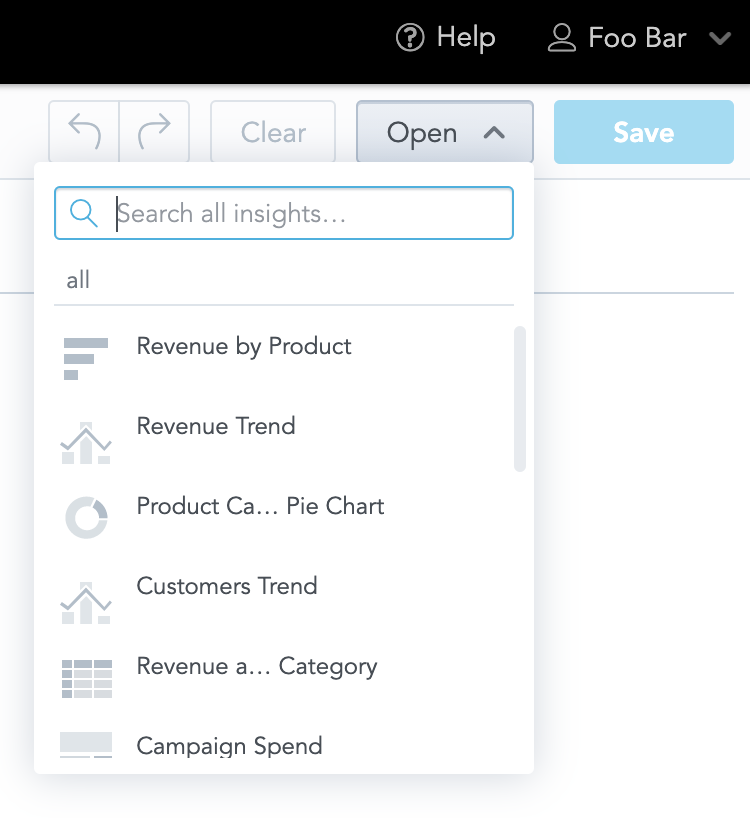 Help Foo Bar
Clear Open Save
Search all insights...
all
Revenue by Product
Revenue Trend
Product Ca... Pie Chart
Customers Trend
Revenue a... Category
Campaign Spend